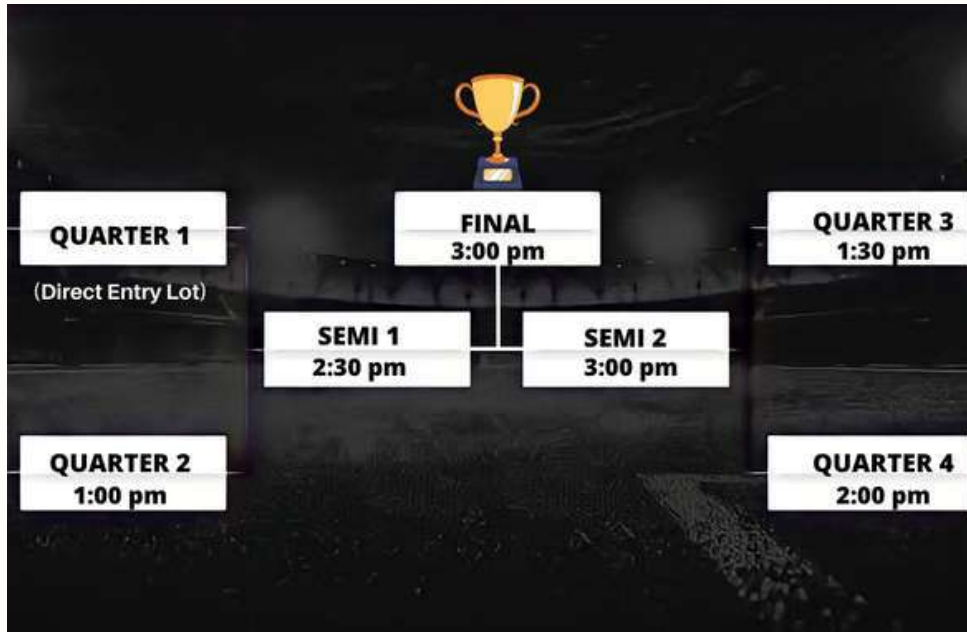 FINAL
3:00 pm
QUARTER 1
(Direct Entry Lot)
QUARTER 3
1:30 pm
SEMI 1
2:30 pm
SEMI 2
3:00 pm
QUARTER 2
1:00 pm
QUARTER 4
2:00 pm